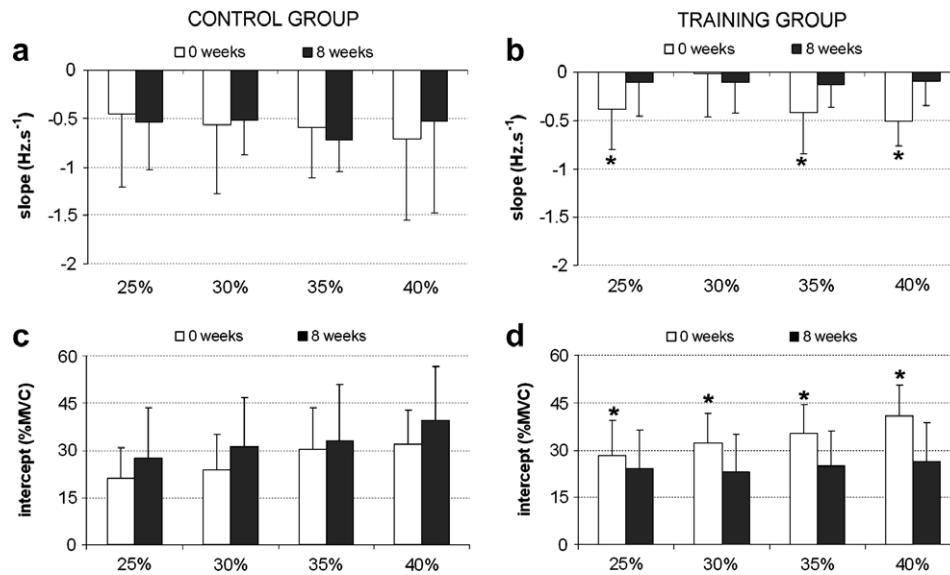 CONTROL GROUP
a
0 weeks
8 weeks
slope (Hz.s⁻¹)
0
-0.5
-1
-1.5
-2
25%
30%
35%
40%
TRAINING GROUP
b
0 weeks
8 weeks
slope (Hz.s⁻¹)
0
-0.5
-1
-1.5
-2
*
*
*
25%
30%
35%
40%
c
0 weeks
8 weeks
intercept (%MVC)
60
45
30
15
0
25%
30%
35%
40%
d
0 weeks
8 weeks
intercept (%MVC)
60
45
30
15
0
*
*
*
*
25%
30%
35%
40%